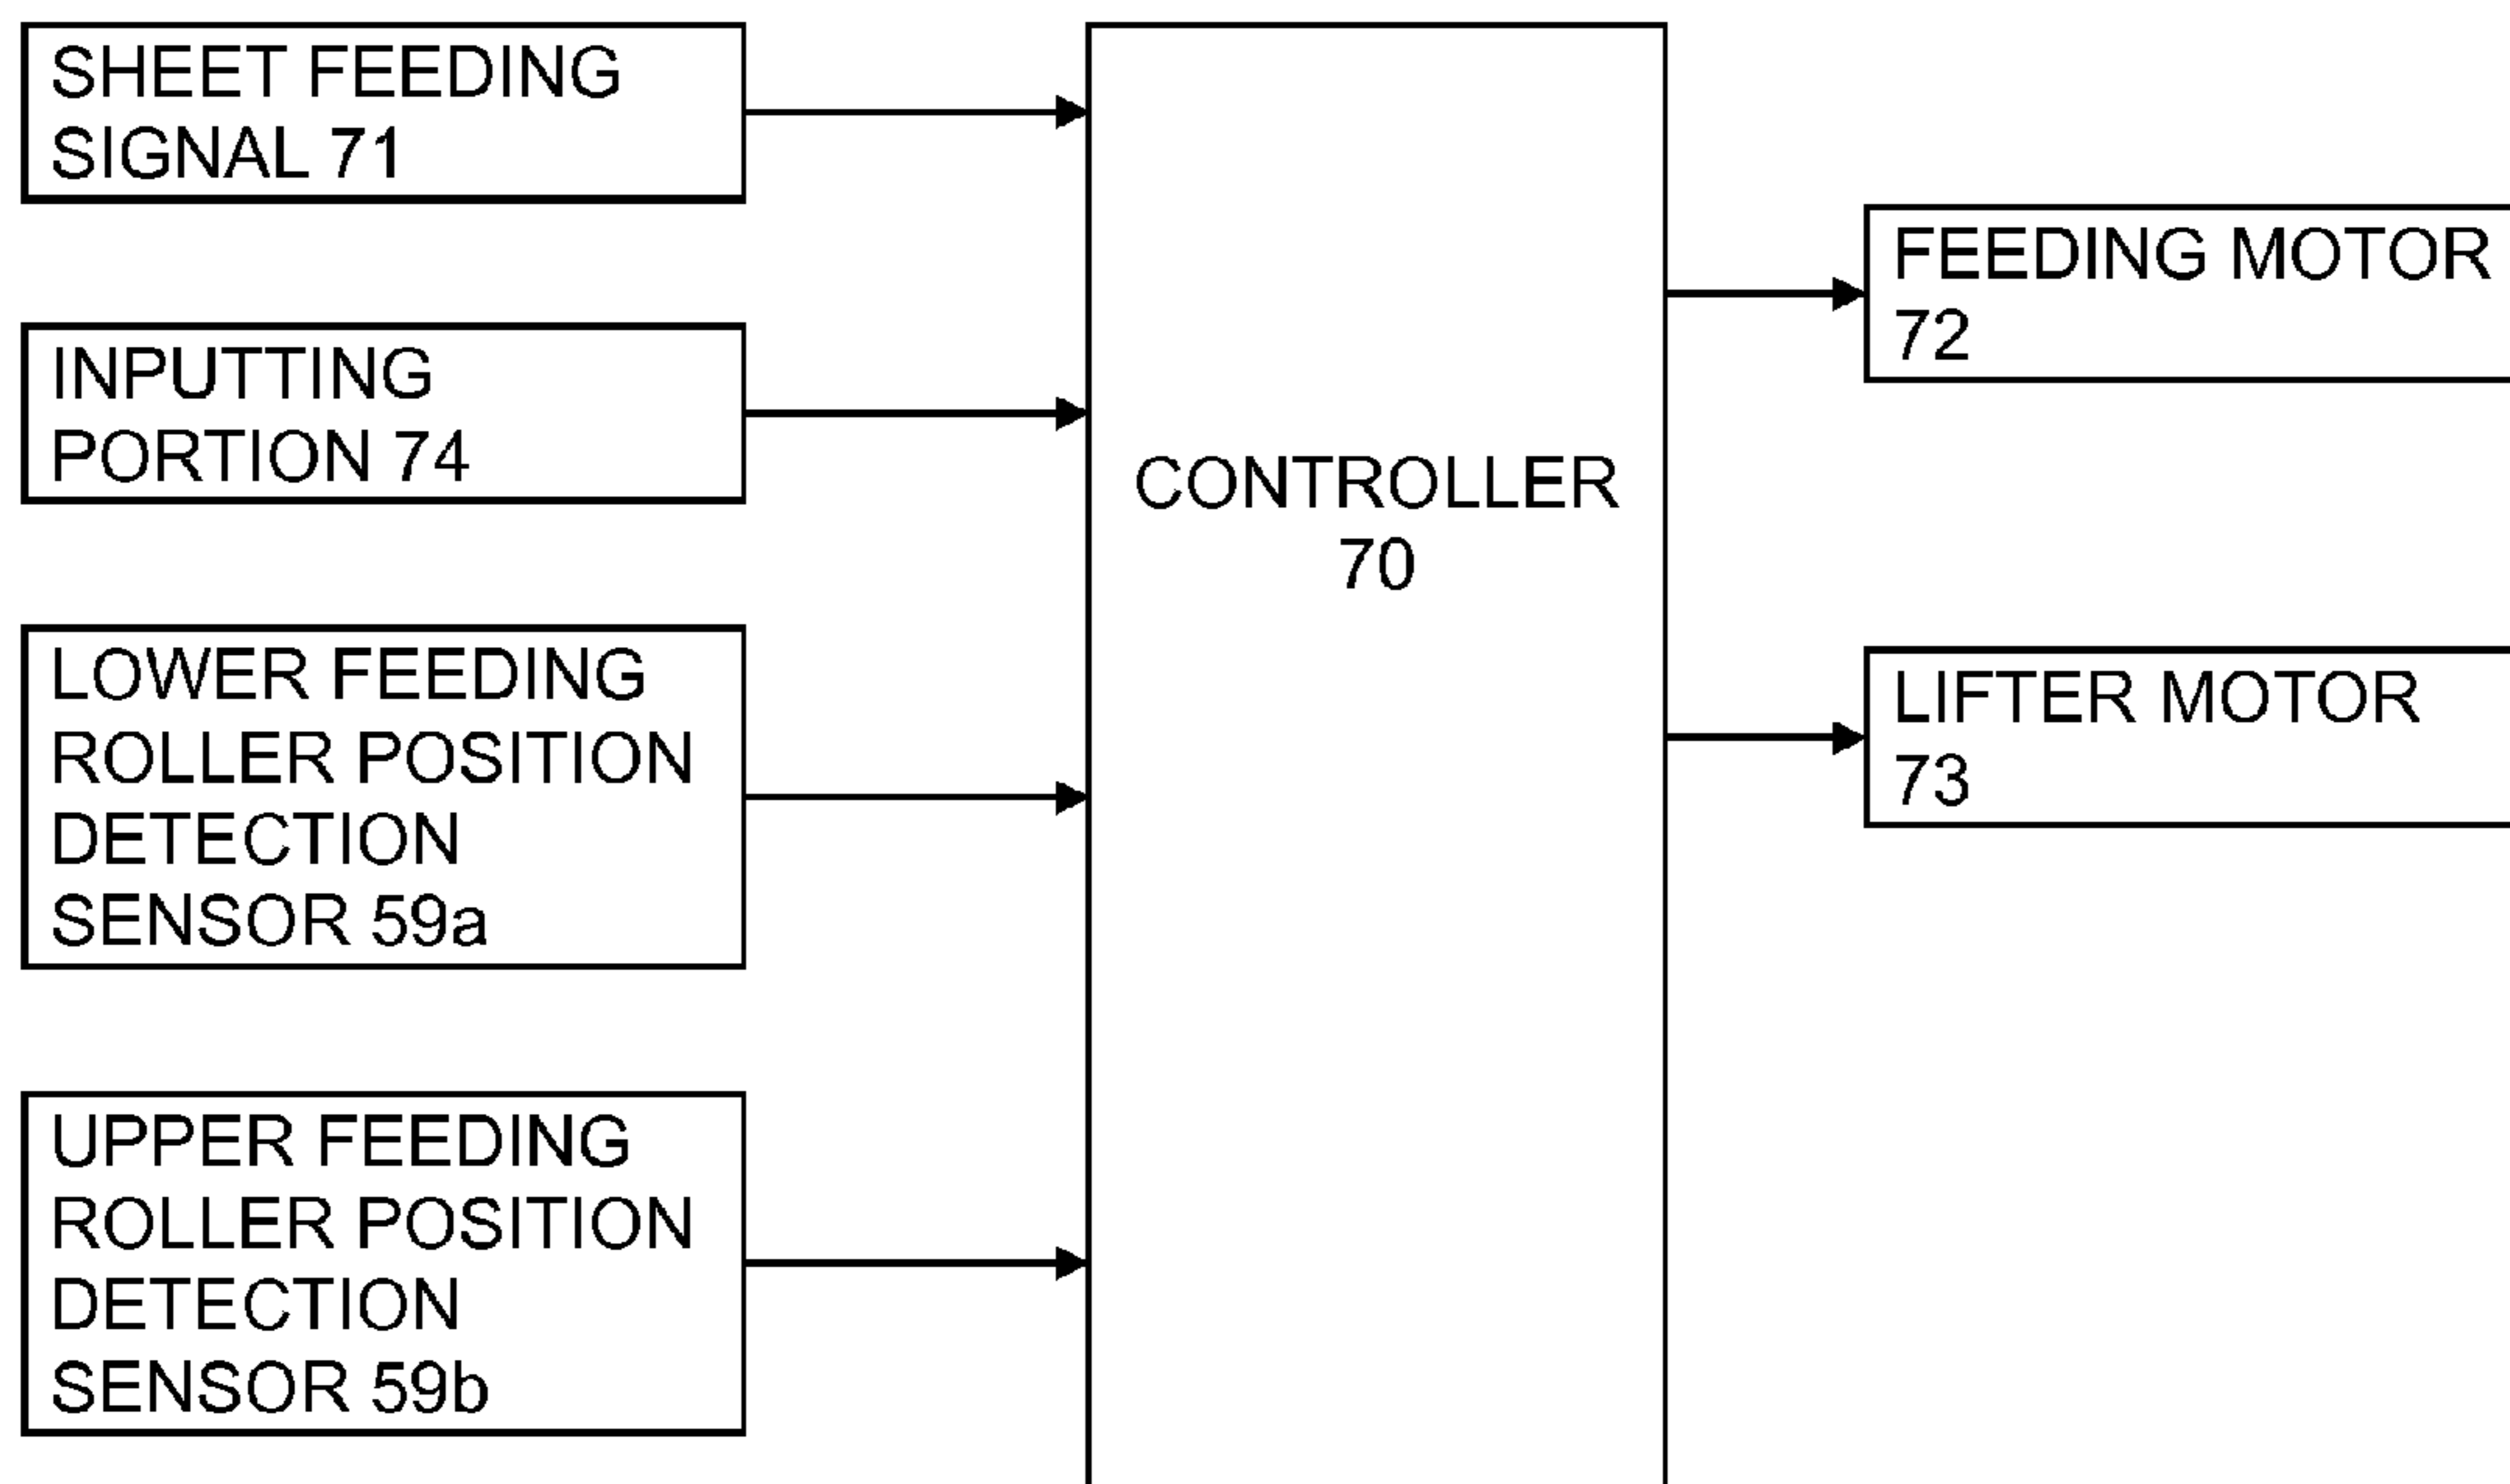 SHEET FEEDING
SIGNAL 71
INPUTTING
PORTION 74
LOWER FEEDING
ROLLER POSITION
DETECTION
SENSOR 59a
UPPER FEEDING
ROLLER POSITION
DETECTION
SENSOR 59b
CONTROLLER
70
FEEDING MOTOR
72
LIFTER MOTOR
73